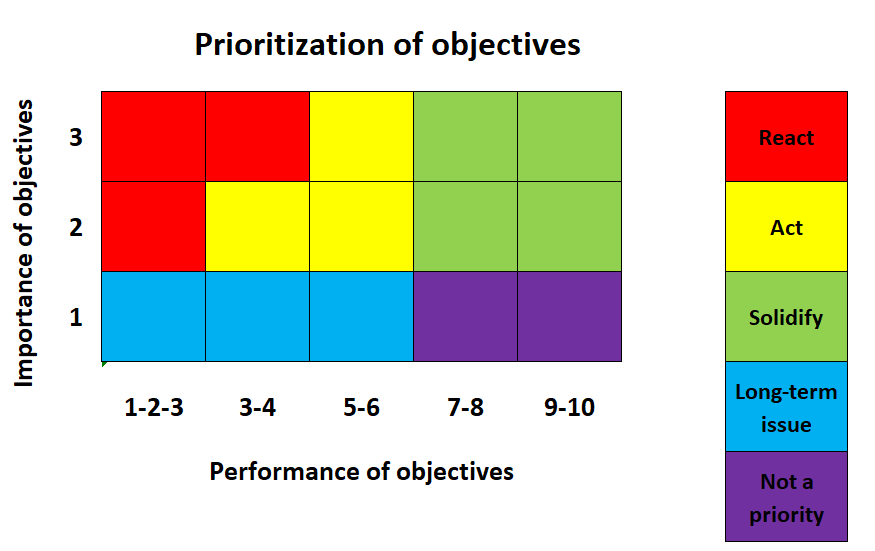 Prioritization of objectives
Importance of objectives
3
2
1
1-2-3
3-4
5-6
7-8
9-10
Performance of objectives
React
Act
Solidify
Long-term
issue
Not a
priority